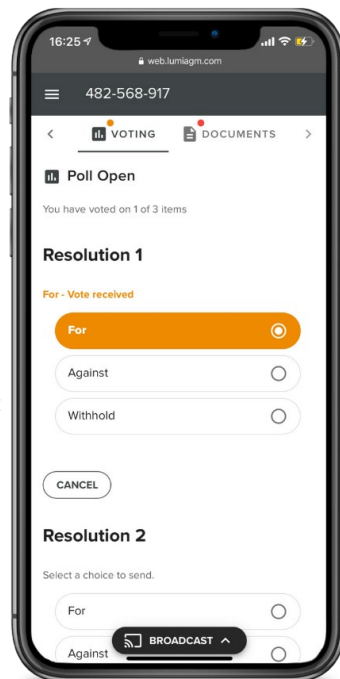 16:25
web.lumiagm.com
482-568-917
VOTING DOCUMENTS
Poll Open
You have voted on 1 of 3 items
Resolution 1
For - Vote received
For
Against
Withhold
CANCEL
Resolution 2
Select a choice to send.
For
BROADCAST
Against